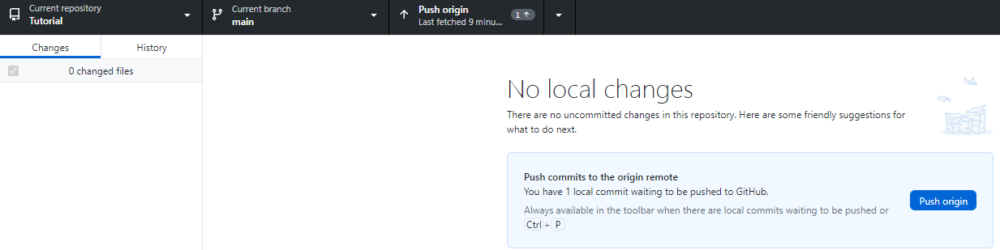 Current repository
Tutorial
Current branch
main
Push origin
Last fetched 9 minu...
1
Changes
History
0 changed files
No local changes
There are no uncommitted changes in this repository. Here are some friendly suggestions for
what to do next.
Push commits to the origin remote
You have 1 local commit waiting to be pushed to GitHub.
Always available in the toolbar when there are local commits waiting to be pushed or
Ctrl + P
Push origin